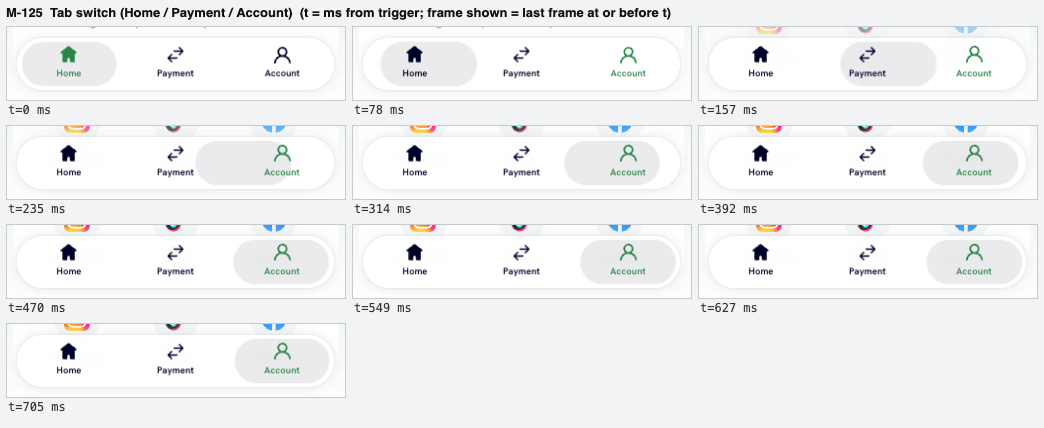 M-125 Tab switch (Home / Payment / Account) (t = ms from trigger; frame shown = last frame at or before t)
Home Payment Account
Home Payment Account
Home Payment Account
t=0 ms
t=78 ms
t=157 ms
Home Payment Account
Home Payment Account
Home Payment Account
t=235 ms
t=314 ms
t=392 ms
Home Payment Account
Home Payment Account
Home Payment Account
t=470 ms
t=549 ms
t=627 ms
Home Payment Account
t=705 ms